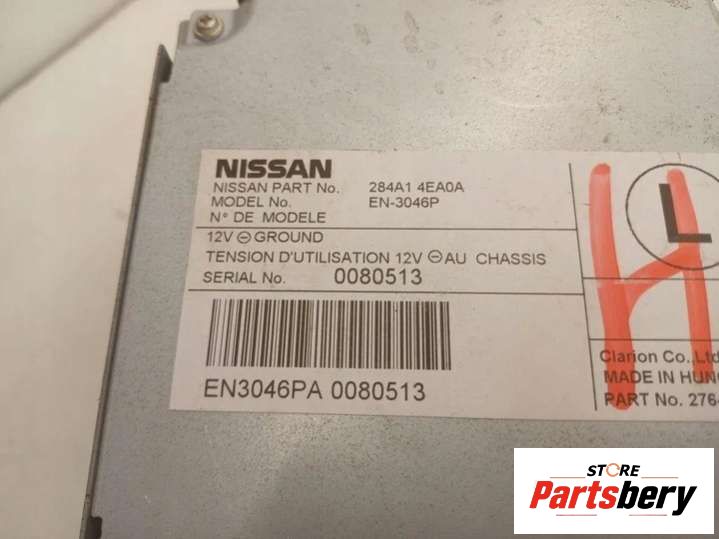 NISSAN
NISSAN PART No. 284A1 4EA0A
MODEL No. EN-3046P
N° DE MODELE
12V ⊖ GROUND
TENSION D'UTILISATION 12V ⊖ AU CHASSIS
SERIAL No. 0080513
EN3046PA 0080513
H
L
Clarion Co.,Ltd
MADE IN HUNG
PART No. 276
STORE
Partsbery